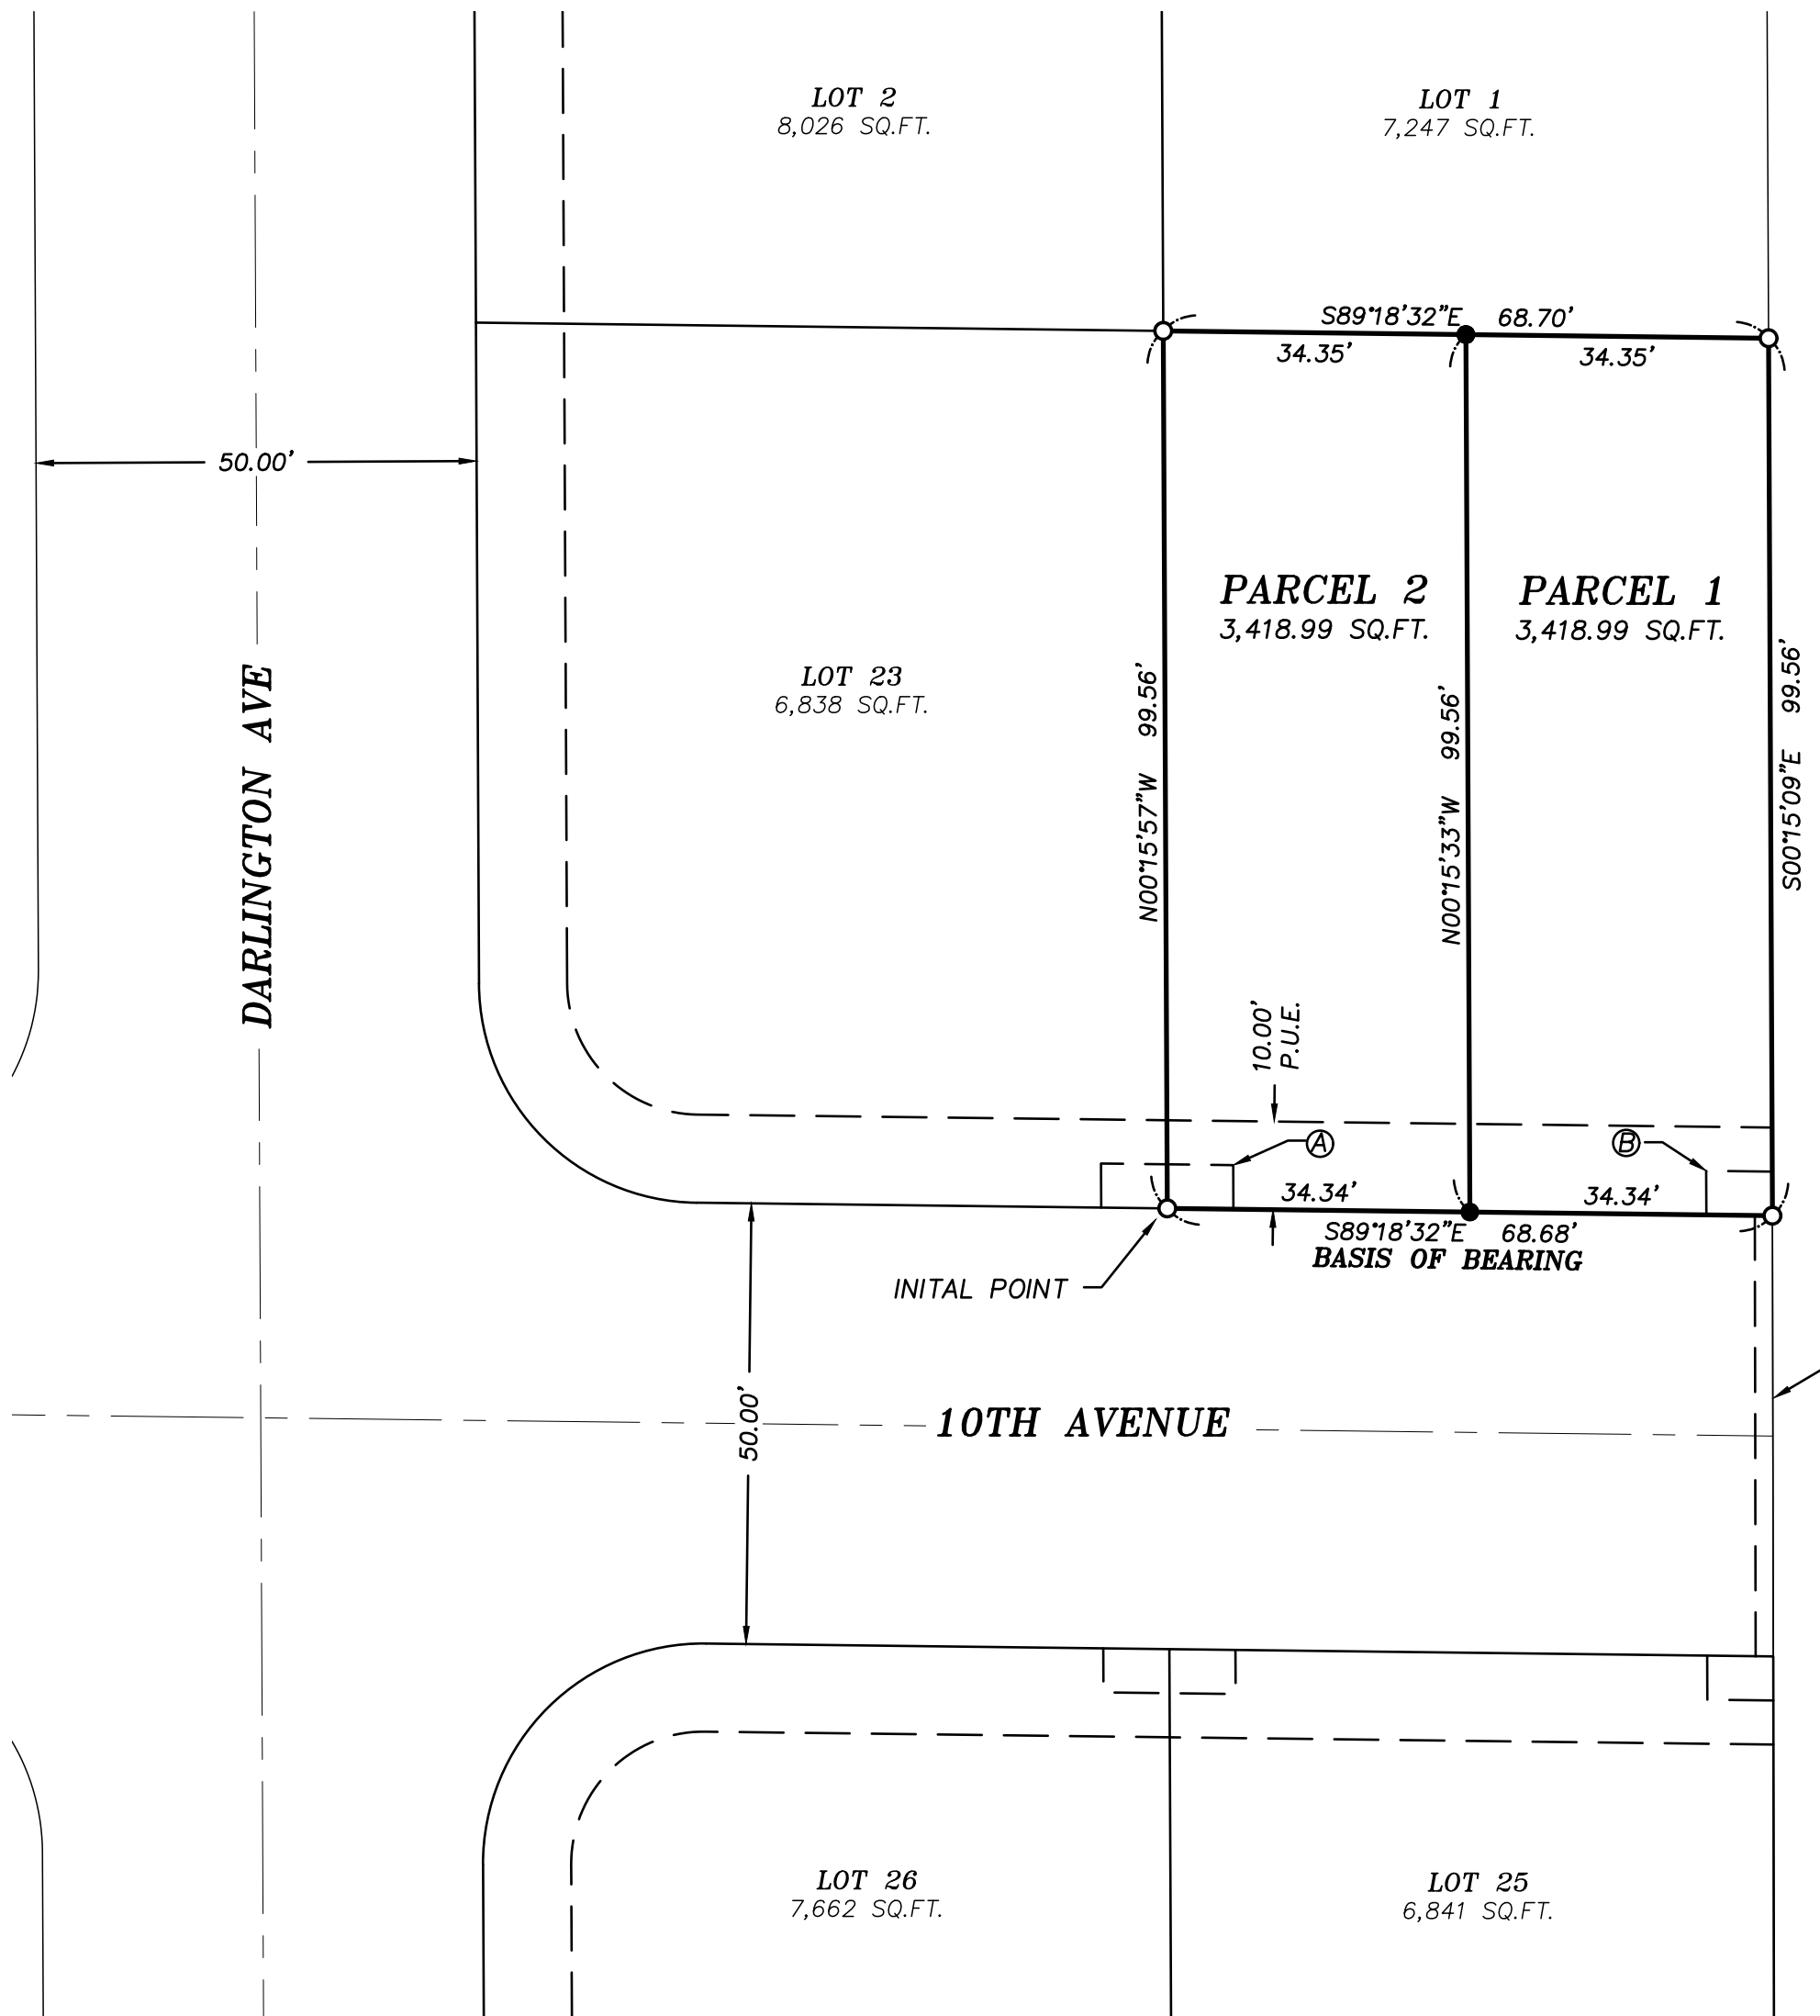 LOT 2
8,026 SQ.FT.
LOT 1
7,247 SQ.FT.
S89°18'32"E 68.70'
34.35'
34.35'
50.00'
PARCEL 2
3,418.99 SQ.FT.
PARCEL 1
3,418.99 SQ.FT.
LOT 23
6,838 SQ.FT.
DARLINGTON AVE
N00°15'57"W 99.56'
N00°15'33"W 99.56'
S00°15'09"E 99.56'
10.00'
P.U.E.
A
B
34.34'
34.34'
S89°18'32"E 68.68'
BASIS OF BEARING
INITAL POINT
50.00'
10TH AVENUE
LOT 26
7,662 SQ.FT.
LOT 25
6,841 SQ.FT.